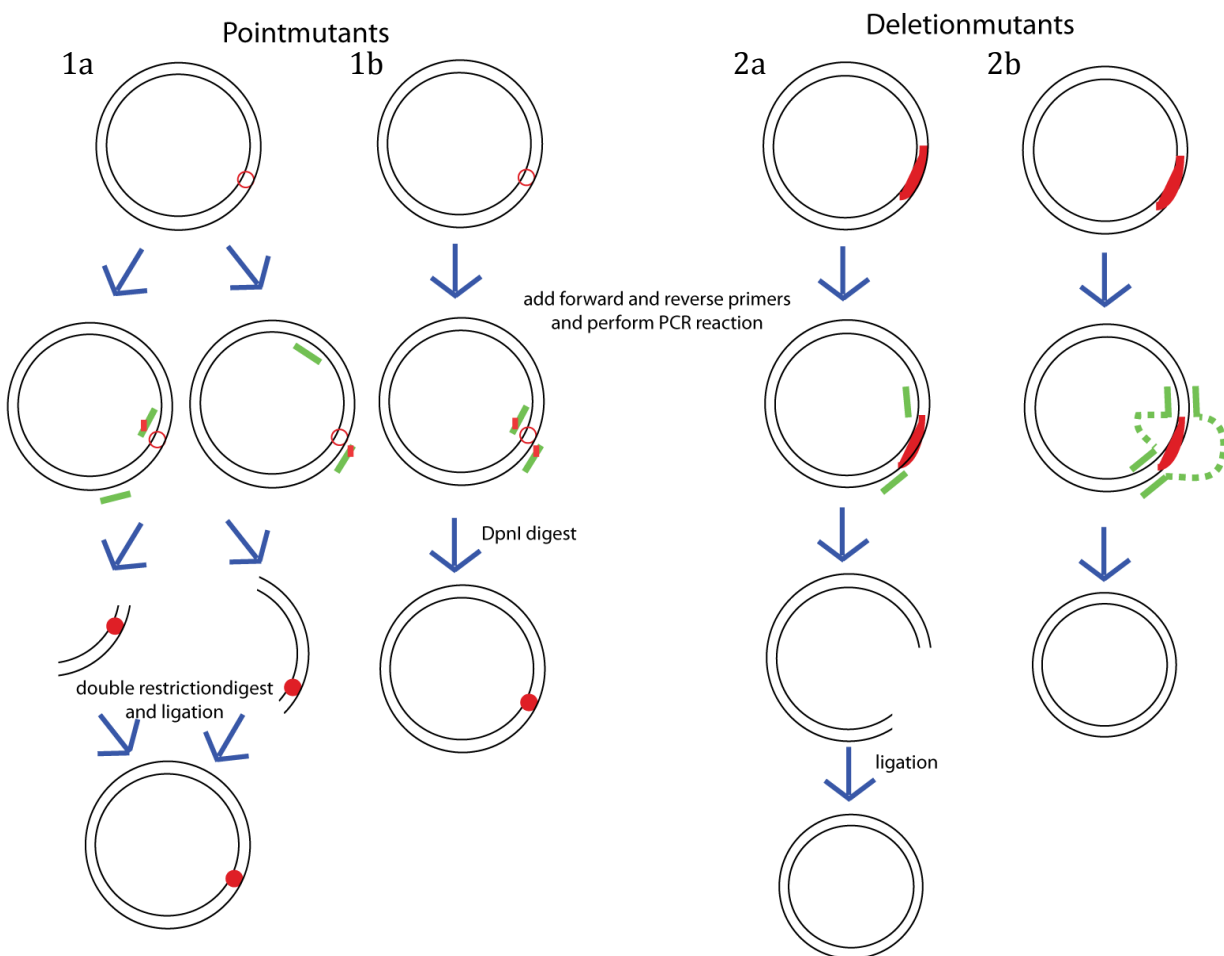 Pointmutants
Deletionmutants
1a
1b
2a
2b
add forward and reverse primers
and perform PCR reaction
DpnI digest
double restrictiondigest
and ligation
ligation